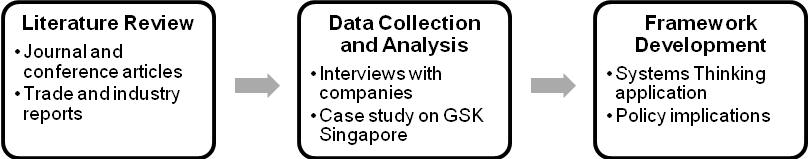 Literature Review
• Journal and
conference articles
• Trade and industry
reports
Data Collection
and Analysis
• Interviews with
companies
• Case study on GSK
Singapore
Framework
Development
• Systems Thinking
application
• Policy implications